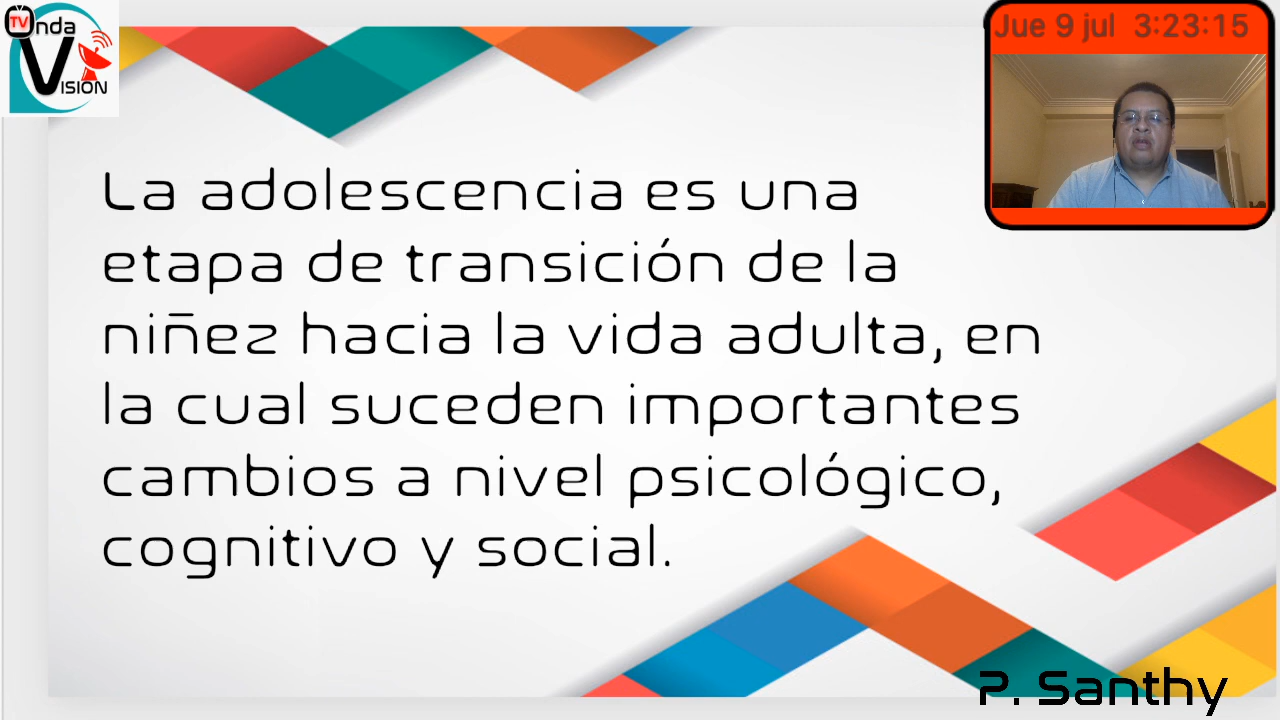 TV Onda
VISION
Jue 9 jul 3:23:15
La adolescencia es una
etapa de transición de la
niñez hacia la vida adulta, en
la cual suceden importantes
cambios a nivel psicológico,
cognitivo y social.
P. Santhy